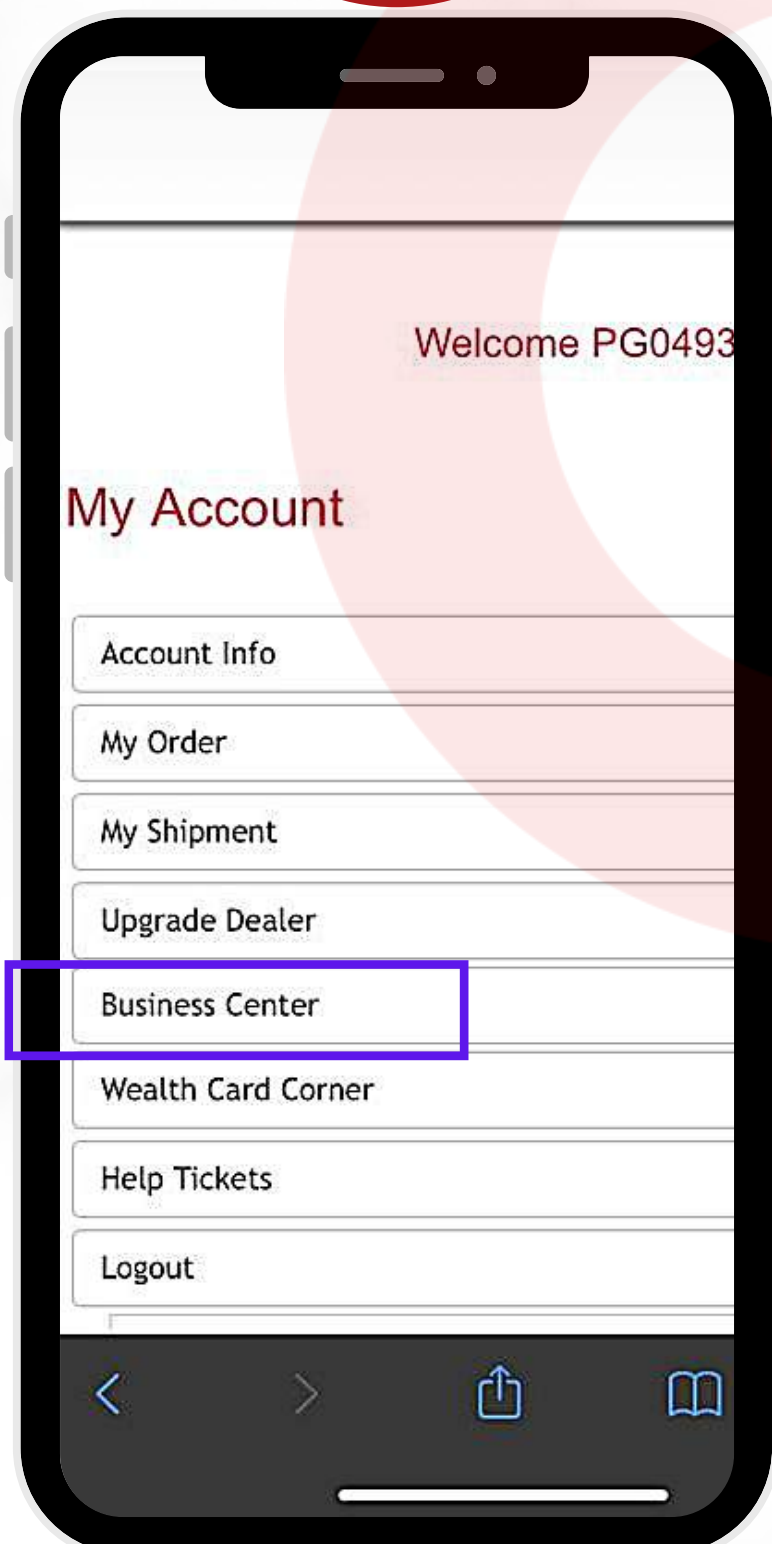 Welcome PG0493
My Account
Account Info
My Order
My Shipment
Upgrade Dealer
Business Center
Wealth Card Corner
Help Tickets
Logout